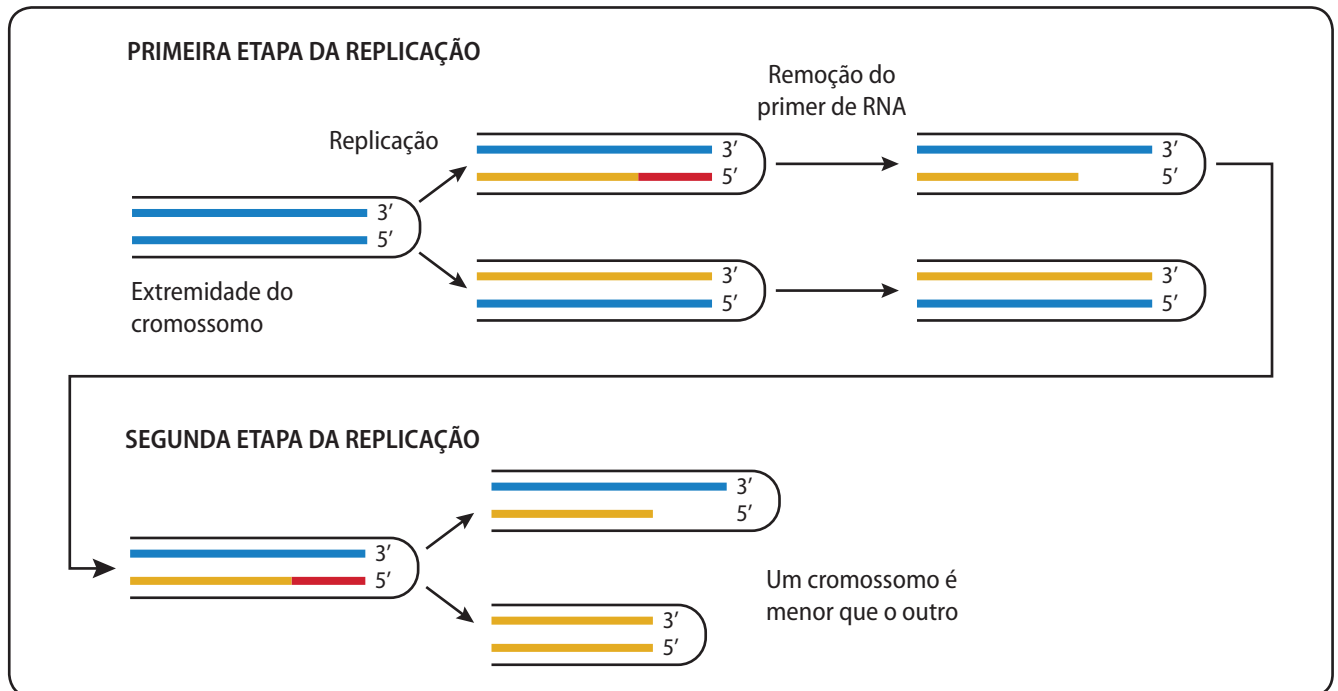 PRIMEIRA ETAPA DA REPLICAÇÃO
Replicação
Remoção do
primer de RNA
3’
5’
3’
5’
3’
5’
Extremidade do
cromossomo
3’
5’
3’
5’
SEGUNDA ETAPA DA REPLICAÇÃO
3’
5’
3’
5’
3’
5’
Um cromossomo é
menor que o outro